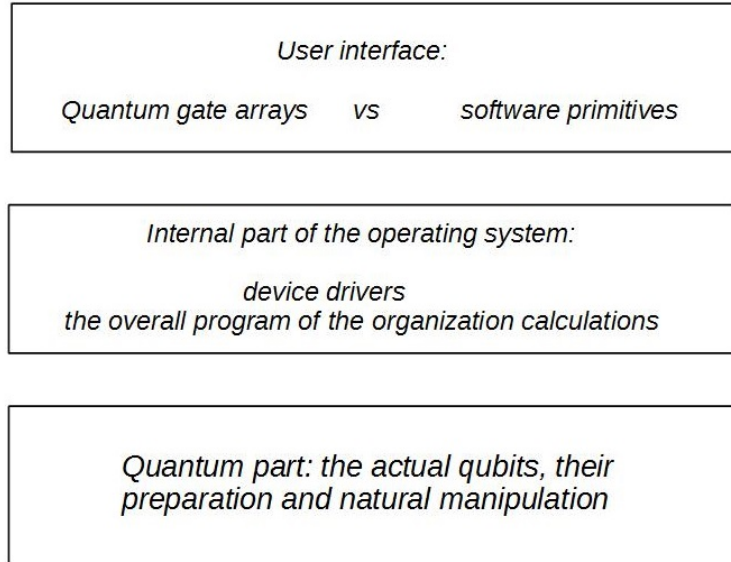 User interface:
Quantum gate arrays vs software primitives
Internal part of the operating system:
device drivers
the overall program of the organization calculations
Quantum part: the actual qubits, their
preparation and natural manipulation